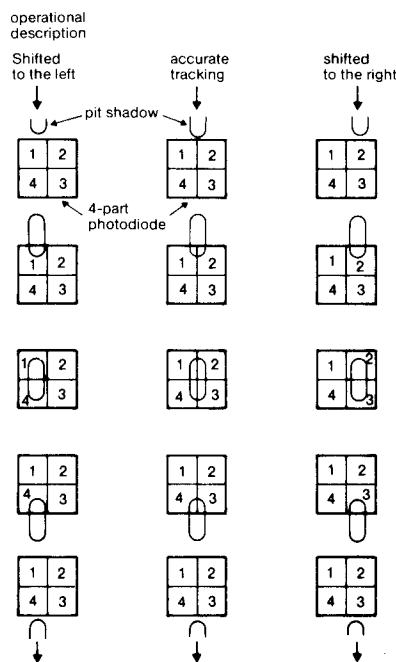 operational
description
Shifted
to the left
accurate
tracking
shifted
to the right
pit shadow
1 2
4 3
1 2
4 3
1 2
4 3
4-part
photodiode
1 2
4 3
1 2
4 3
1 2
4 3
1 2
4 3
1 2
4 3
1 2
4 3
1 2
4 3
1 2
4 3
1 2
4 3
1 2
4 3
1 2
4 3
1 2
4 3